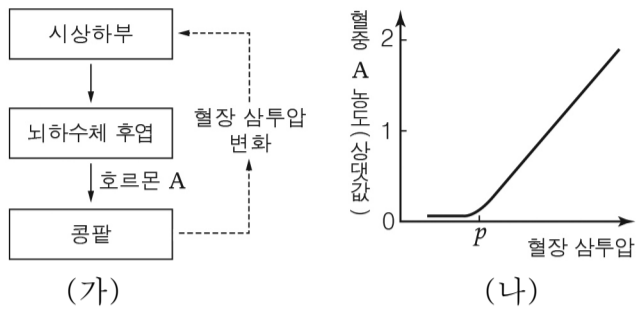 시상하부
뇌하수체 후엽
호르몬 A
콩팥
혈장 삼투압
변화
(가)
혈중 A 농도(상댓값)
2
1
0
p
혈장 삼투압
(나)